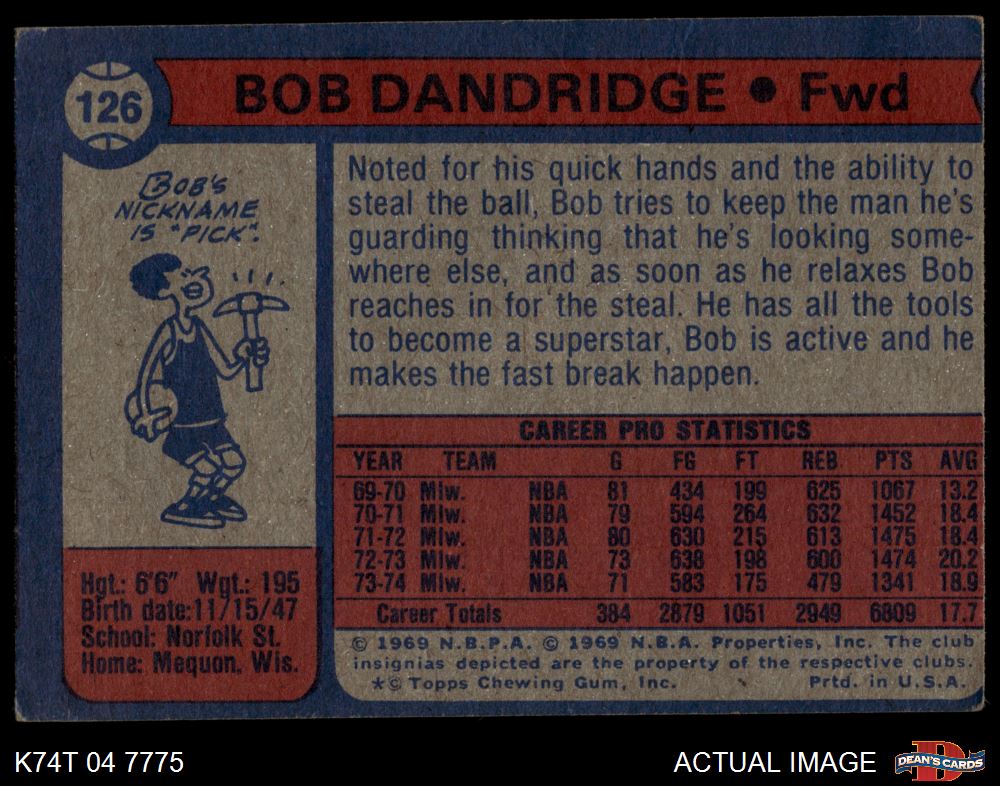 126
BOB DANDRIDGE • Fwd
BOB'S
NICKNAME
IS "PICK".
Noted for his quick hands and the ability to
steal the ball, Bob tries to keep the man he's
guarding thinking that he's looking some-
where else, and as soon as he relaxes Bob
reaches in for the steal. He has all the tools
to become a superstar, Bob is active and he
makes the fast break happen.
CAREER PRO STATISTICS
YEAR TEAM G FG FT REB PTS AVG
69-70 Mlw. NBA 81 434 199 625 1067 13.2
70-71 Mlw. NBA 79 594 264 632 1452 18.4
71-72 Mlw. NBA 80 630 215 613 1475 18.4
72-73 Mlw. NBA 73 638 198 600 1474 20.2
73-74 Mlw. NBA 71 583 175 479 1341 18.9
Career Totals 384 2879 1051 2949 6809 17.7
Hgt.: 6'6" Wgt.: 195
Birth date:11/15/47
School: Norfolk St.
Home: Mequon, Wis.
© 1969 N.B.P.A. © 1969 N.B.A. Properties, Inc. The club
insignias depicted are the property of the respective clubs.
*© Topps Chewing Gum, Inc. Prtd. in U.S.A.
K74T 04 7775
ACTUAL IMAGE
D
DEAN'S CARDS